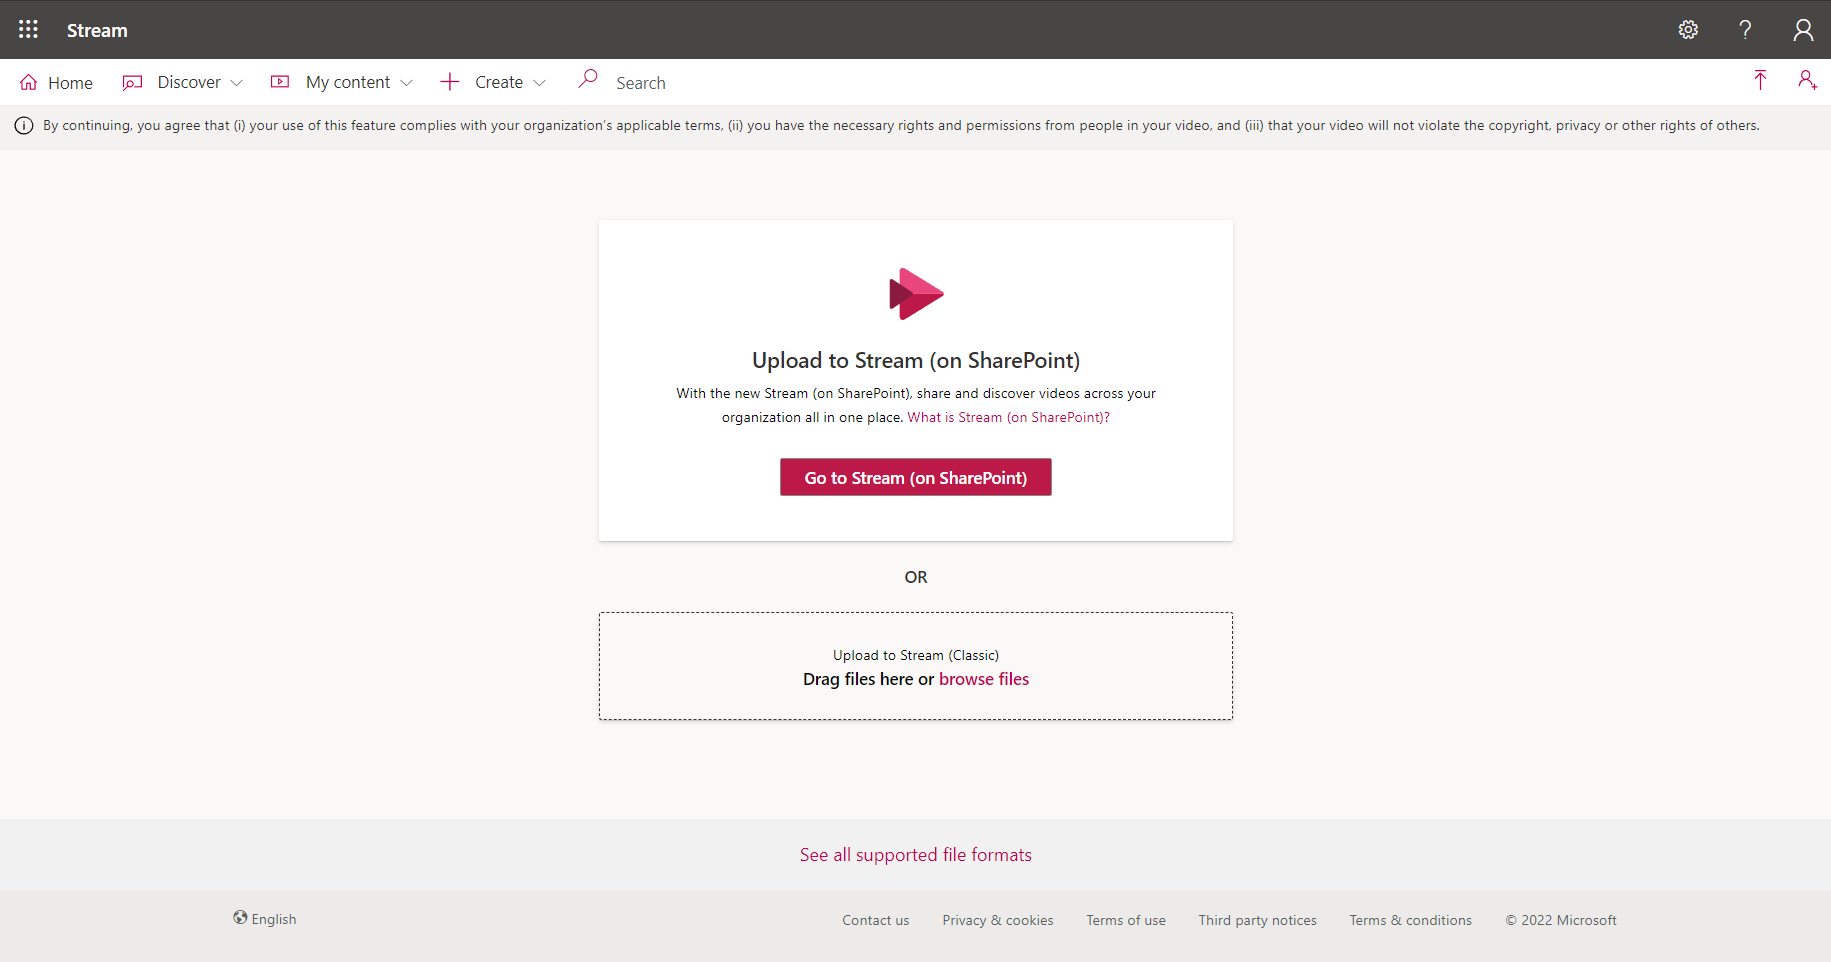 Stream
Home Discover My content Create Search
By continuing, you agree that (i) your use of this feature complies with your organization's applicable terms, (ii) you have the necessary rights and permissions from people in your video, and (iii) that your video will not violate the copyright, privacy or other rights of others.
Upload to Stream (on SharePoint)
With the new Stream (on SharePoint), share and discover videos across your
organization all in one place. What is Stream (on SharePoint)?
Go to Stream (on SharePoint)
OR
Upload to Stream (Classic)
Drag files here or browse files
See all supported file formats
English Contact us Privacy & cookies Terms of use Third party notices Terms & conditions © 2022 Microsoft